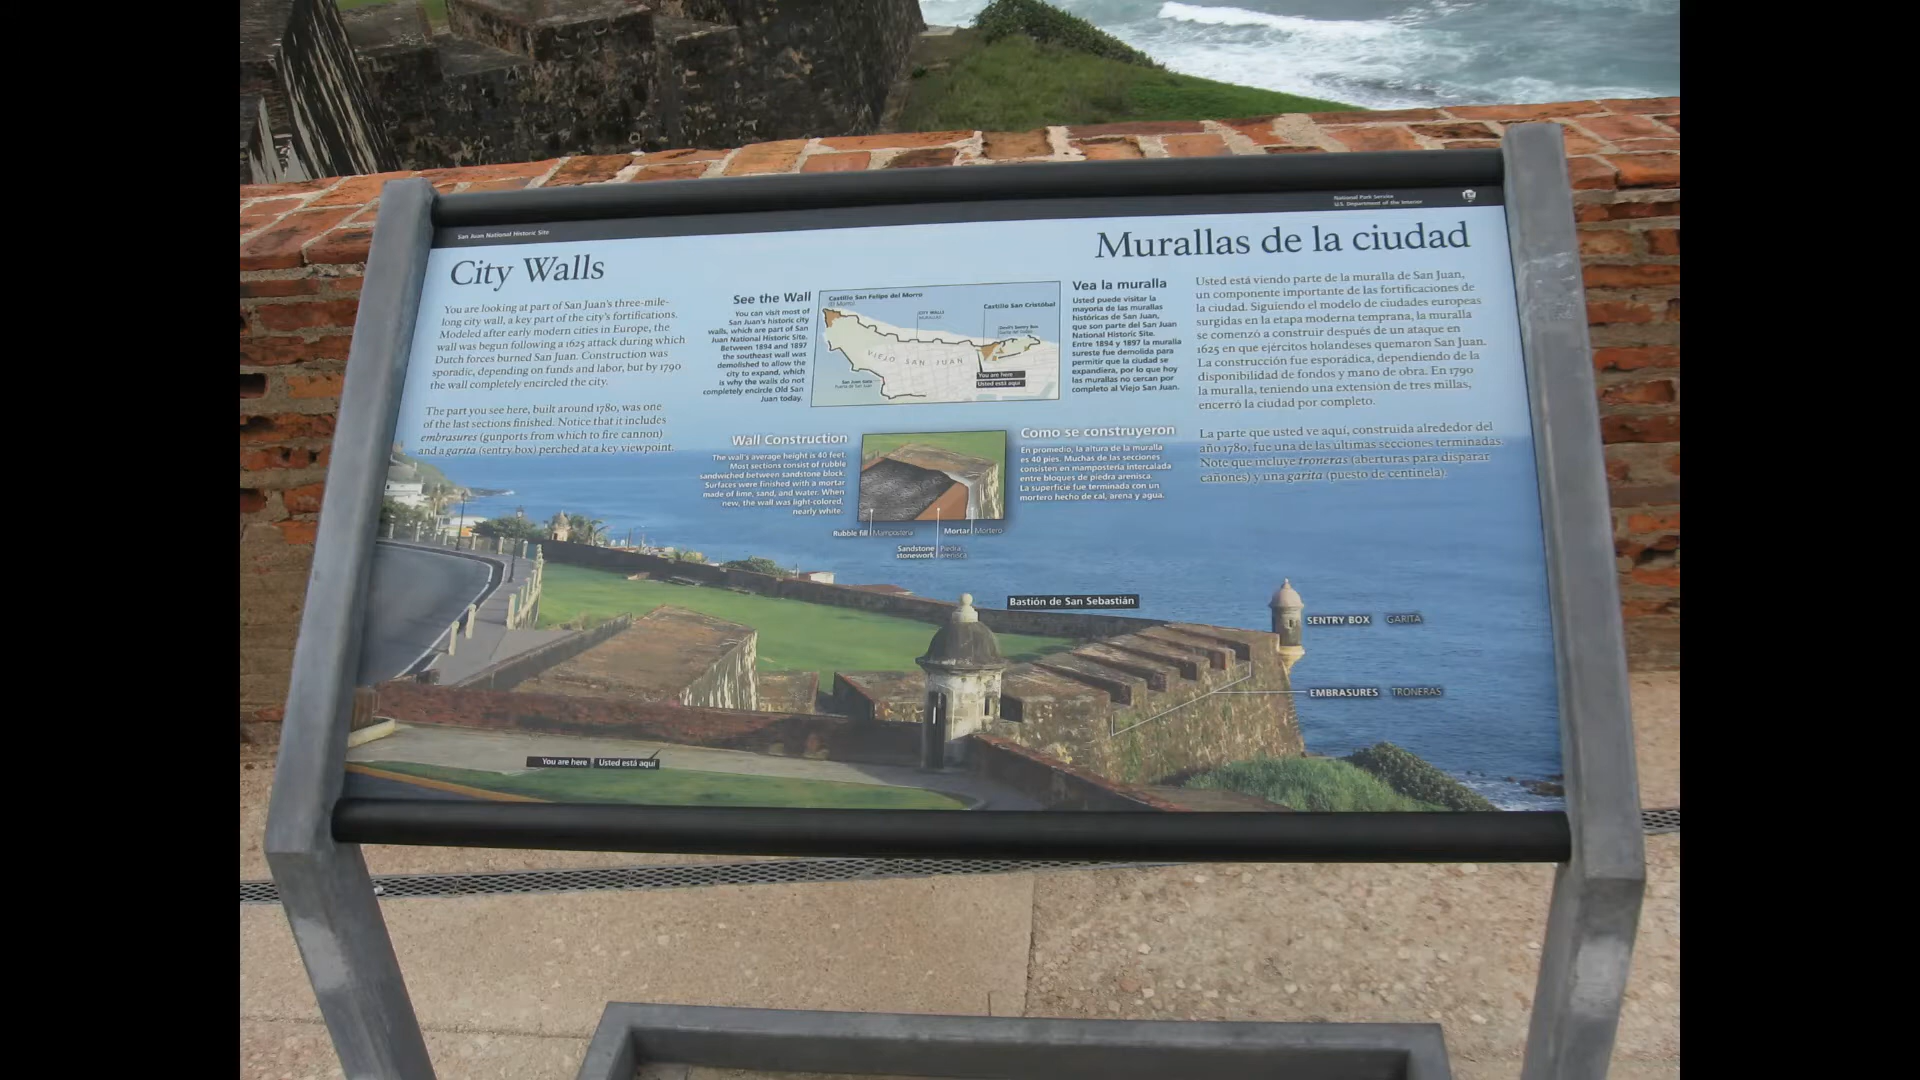 San Juan National Historic Site
National Park Service
U.S. Department of the Interior
City Walls
You are looking at part of San Juan's three-mile-
long city wall, a key part of the city's fortifications.
Modeled after early modern cities in Europe, the
wall was begun following a 1625 attack during which
Dutch forces burned San Juan. Construction was
sporadic, depending on funds and labor, but by 1790
the wall completely encircled the city.
The part you see here, built around 1780, was one
of the last sections finished. Notice that it includes
embrasures (gunports from which to fire cannon)
and a garita (sentry box) perched at a key viewpoint.
See the Wall
You can visit most of
San Juan's historic city
walls, which are part of San
Juan National Historic Site.
Between 1894 and 1897
the southeast wall was
demolished to allow the
city to expand, which
is why the walls do not
completely encircle Old San
Juan today.
Castillo San Felipe del Morro
(El Morro)
CITY WALLS
MURALLAS
Castillo San Cristóbal
VIEJO SAN JUAN
You are here
Usted está aquí
Vea la muralla
Usted puede visitar la
mayoría de las murallas
históricas de San Juan,
que son parte del San Juan
National Historic Site.
Entre 1894 y 1897 la muralla
sureste fue demolida para
permitir que la ciudad se
expandiera, por lo que hoy
las murallas no cercan por
completo al Viejo San Juan.
Wall Construction
The wall's average height is 40 feet.
Most sections consist of rubble
sandwiched between sandstone block.
Surfaces were finished with a mortar
made of lime, sand, and water. When
new, the wall was light-colored,
nearly white.
Rubble fill Mampostería
Sandstone stonework Piedra arenisca
Mortar Mortero
Como se construyeron
En promedio, la altura de la muralla
es 40 pies. Muchas de las secciones
consisten en mampostería intercalada
entre bloques de piedra arenisca.
La superficie fue terminada con un
mortero hecho de cal, arena y agua.
Murallas de la ciudad
Usted está viendo parte de la muralla de San Juan,
un componente importante de las fortificaciones de
la ciudad. Siguiendo el modelo de ciudades europeas
surgidas en la etapa moderna temprana, la muralla
se comenzó a construir después de un ataque en
1625 en que ejércitos holandeses quemaron San Juan.
La construcción fue esporádica, dependiendo de la
disponibilidad de fondos y mano de obra. En 1790
la muralla, teniendo una extensión de tres millas,
encerró la ciudad por completo.
La parte que usted ve aquí, construida alrededor del
año 1780, fue una de las últimas secciones terminadas.
Note que incluye troneras (aberturas para disparar
cañones) y una garita (puesto de centinela).
Bastión de San Sebastián
SENTRY BOX GARITA
EMBRASURES TRONERAS
You are here Usted está aquí